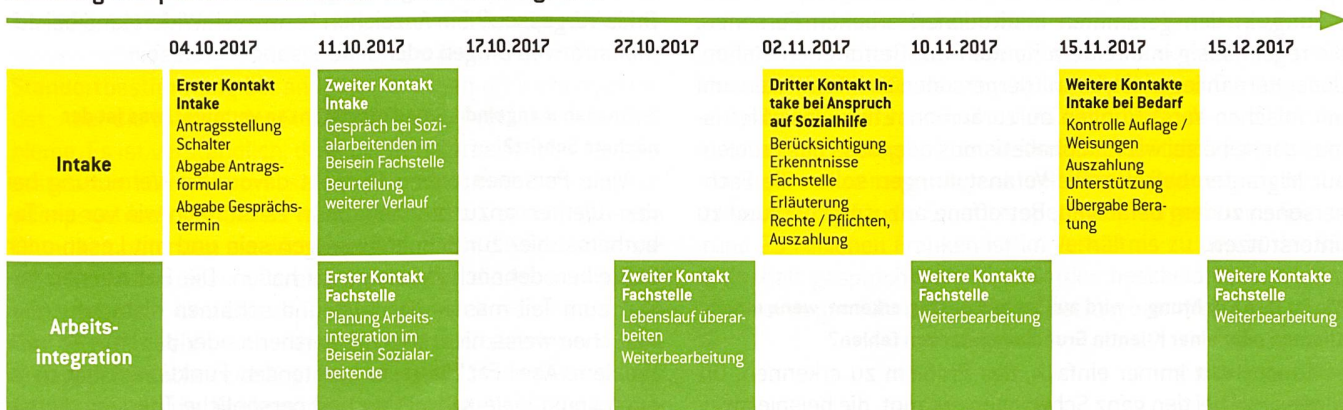 04.10.2017 11.10.2017 17.10.2017 27.10.2017 02.11.2017 10.11.2017 15.11.2017 15.12.2017
Intake
Erster Kontakt
Intake
Antragsstellung
Schalter
Abgabe Antrags-
formular
Abgabe Gesprächs-
termin
Zweiter Kontakt
Intake
Gespräch bei Sozi-
alarbeitenden im
Beisein Fachstelle
Beurteilung
weiterer Verlauf
Dritter Kontakt In-
take bei Anspruch
auf Sozialhilfe
Berücksichtigung
Erkenntnisse
Fachstelle
Erläuterung
Rechte / Pflichten,
Auszahlung
Weitere Kontakte
Intake bei Bedarf
Kontrolle Auflage /
Weisungen
Auszahlung
Unterstützung
Übergabe Bera-
tung
Arbeits-
integration
Erster Kontakt
Fachstelle
Planung Arbeits-
integration im
Beisein Sozialar-
beitende
Zweiter Kontakt
Fachstelle
Lebenslauf überar-
beiten
Weiterbearbeitung
Weitere Kontakte
Fachstelle
Weiterbearbeitung
Weitere Kontakte
Fachstelle
Weiterbearbeitung